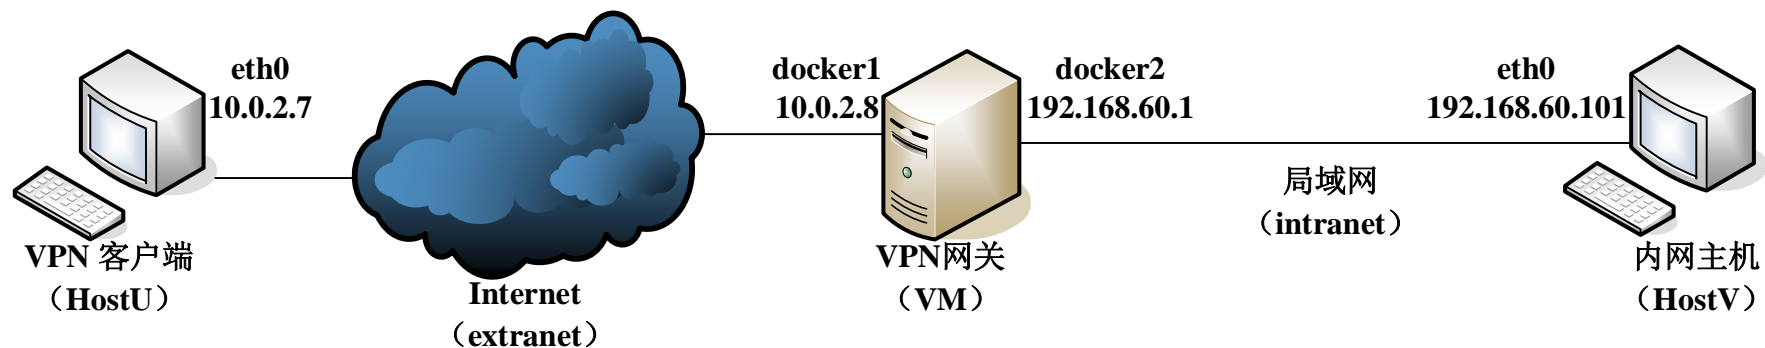 eth0
10.0.2.7
VPN 客户端
（HostU）
Internet
（extranet）
docker1
10.0.2.8
docker2
192.168.60.1
VPN网关
（VM）
局域网
（intranet）
eth0
192.168.60.101
内网主机
（HostV）